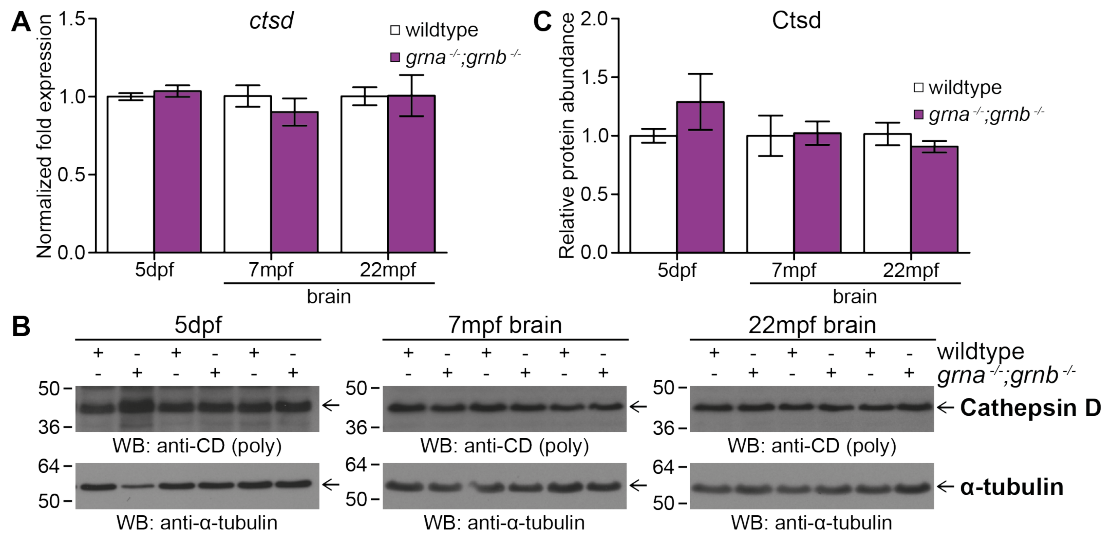 A
ctsd
Normalized fold expression
1.5
1.0
0.5
0.0
wildtype
grna -/-;grnb -/-
5dpf
7mpf
22mpf
brain
C
Ctsd
Relative protein abundance
2.0
1.5
1.0
0.5
0.0
wildtype
grna -/-;grnb -/-
5dpf
7mpf
22mpf
brain
B
5dpf
7mpf brain
22mpf brain
+ - + - + - + - + - + - + - + - + - wildtype
- + - + - + - + - + - + - + - + - + grna -/-;grnb -/-
50
36
50
36
50
36
Cathepsin D
WB: anti-CD (poly)
WB: anti-CD (poly)
WB: anti-CD (poly)
64
50
64
50
64
50
α-tubulin
WB: anti-α-tubulin
WB: anti-α-tubulin
WB: anti-α-tubulin